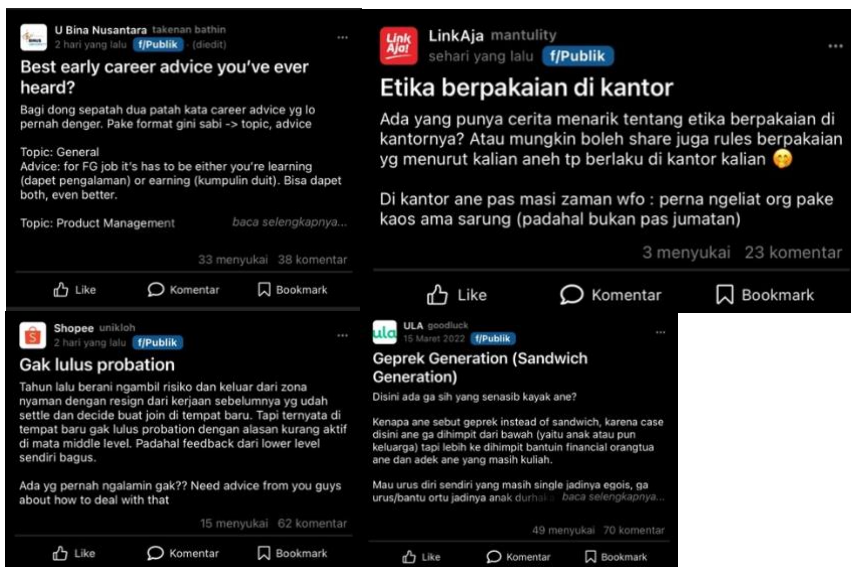 U Bina Nusantara takenan bathin
2 hari yang lalu f/Publik · (diedit)
Best early career advice you've ever
heard?
Bagi dong sepatah dua patah kata career advice yg lo
pernah denger. Pake format gini sabi -> topic, advice
Topic: General
Advice: for FG job it's has to be either you're learning
(dapet pengalaman) or earning (kumpulin duit). Bisa dapet
both, even better.
Topic: Product Management baca selengkapnya...
33 menyukai 38 komentar
Like Komentar Bookmark
Link
Aja!
LinkAja mantulity
sehari yang lalu f/Publik
Etika berpakaian di kantor
Ada yang punya cerita menarik tentang etika berpakaian di
kantornya? Atau mungkin boleh share juga rules berpakaian
yg menurut kalian aneh tp berlaku di kantor kalian 🤭
Di kantor ane pas masi zaman wfo : perna ngeliat org pake
kaos ama sarung (padahal bukan pas jumatan)
3 menyukai 23 komentar
Like Komentar Bookmark
Shopee unikloh
2 hari yang lalu f/Publik
Gak lulus probation
Tahun lalu berani ngambil risiko dan keluar dari zona
nyaman dengan resign dari kerjaan sebelumnya yg udah
settle dan decide buat join di tempat baru. Tapi ternyata di
tempat baru gak lulus probation dengan alasan kurang aktif
di mata middle level. Padahal feedback dari lower level
sendiri bagus.
Ada yg pernah ngalamin gak?? Need advice from you guys
about how to deal with that
15 menyukai 62 komentar
Like Komentar Bookmark
ula
ULA goodluck
15 Maret 2022 f/Publik
Geprek Generation (Sandwich
Generation)
Disini ada ga sih yang senasib kayak ane?
Kenapa ane sebut geprek instead of sandwich, karena case
disini ane ga dihimpit dari bawah (yaitu anak atau pun
keluarga) tapi lebih ke dihimpit bantuin financial orangtua
ane dan adek ane yang masih kuliah.
Mau urus diri sendiri yang masih single jadinya egois, ga
urus/bantu ortu jadinya anak durhaka baca selengkapnya...
49 menyukai 70 komentar
Like Komentar Bookmark